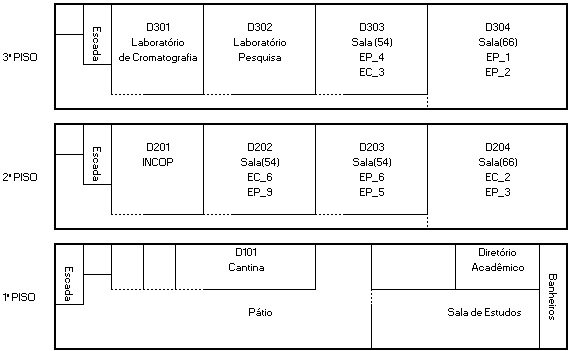 3º PISO
Escada
D301
Laboratório
de Cromatografia
D302
Laboratório
Pesquisa
D303
Sala (54)
EP_4
EC_3
D304
Sala(66)
EP_1
EP_2
2º PISO
Escada
D201
INCOP
D202
Sala(54)
EC_6
EP_9
D203
Sala(54)
EP_6
EP_5
D204
Sala(66)
EC_2
EP_3
1º PISO
Escada
D101
Cantina
Diretório
Acadêmico
Banheiros
Pátio
Sala de Estudos